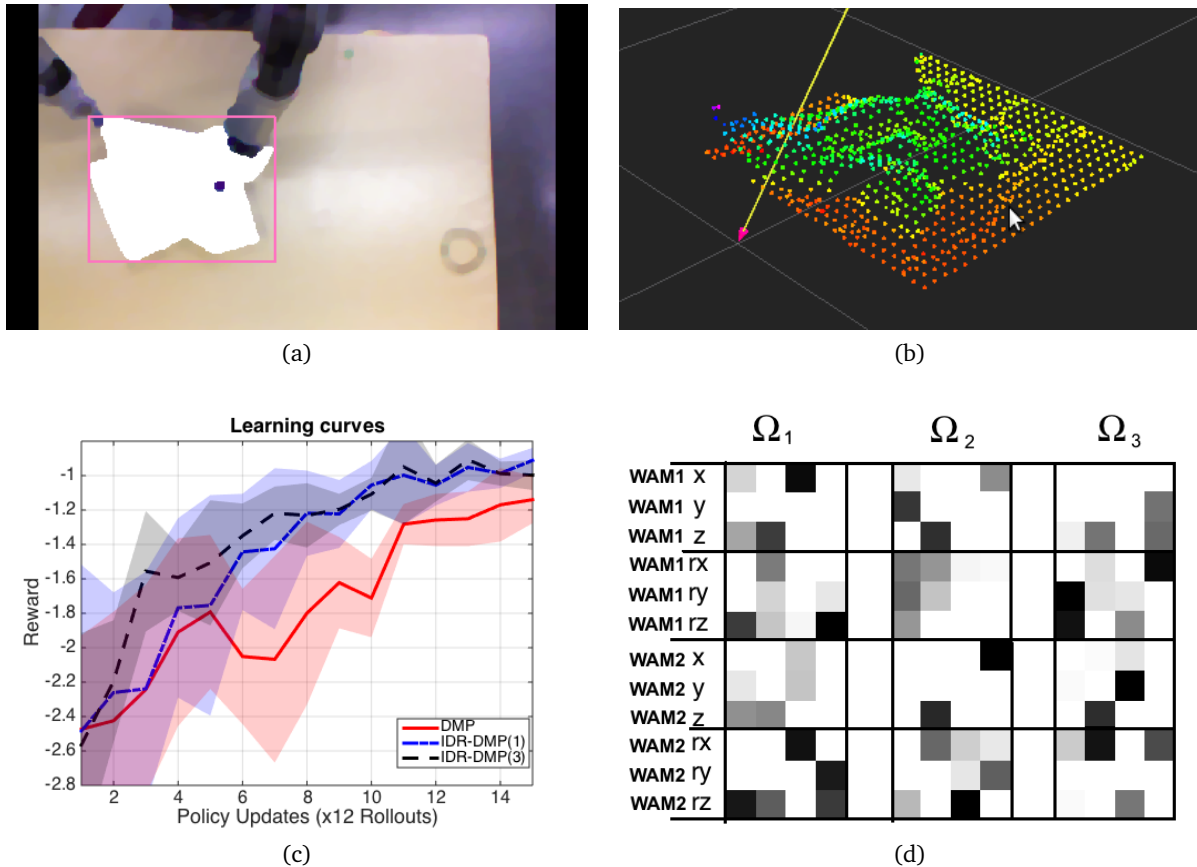 (a)
(b)
Learning curves
Reward
-1
-1.2
-1.4
-1.6
-1.8
-2
-2.2
-2.4
-2.6
-2.8
2
4
6
8
10
12
14
Policy Updates (x12 Rollouts)
DMP
IDR-DMP(1)
IDR-DMP(3)
(c)
Ω1 Ω2 Ω3
WAM1 x
WAM1 y
WAM1 z
WAM1 rx
WAM1 ry
WAM1 rz
WAM2 x
WAM2 y
WAM2 z
WAM2 rx
WAM2 ry
WAM2 rz
(d)